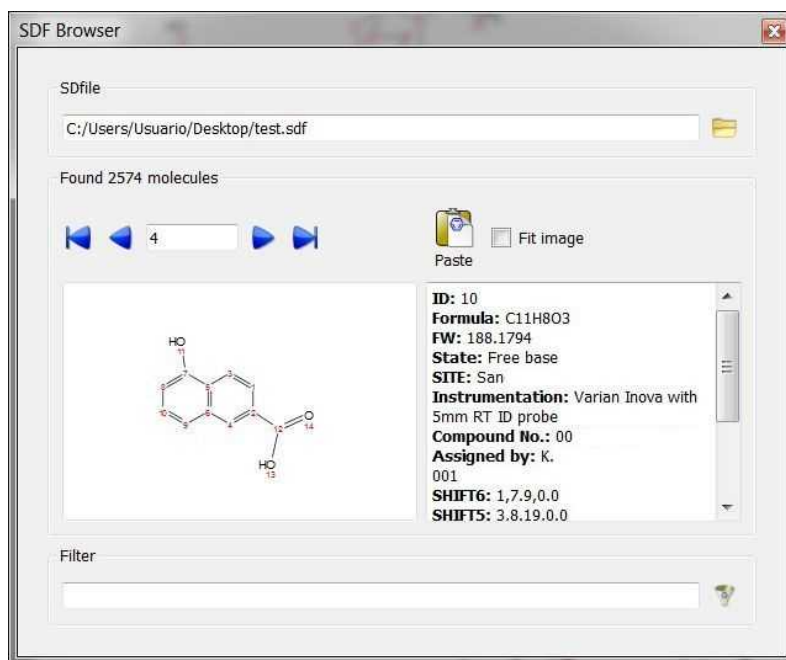 SDF Browser
SDfile
C:/Users/Usuario/Desktop/test.sdf
Found 2574 molecules
4
Paste
Fit image
HO
11
7
8
5
3
1
10
9
6
4
2
12
O
14
HO
13
ID: 10
Formula: C11H8O3
FW: 188.1794
State: Free base
SITE: San
Instrumentation: Varian Inova with
5mm RT ID probe
Compound No.: 00
Assigned by: K.
001
SHIFT6: 1,7.9,0.0
SHIFT5: 3,8.19,0.0
Filter